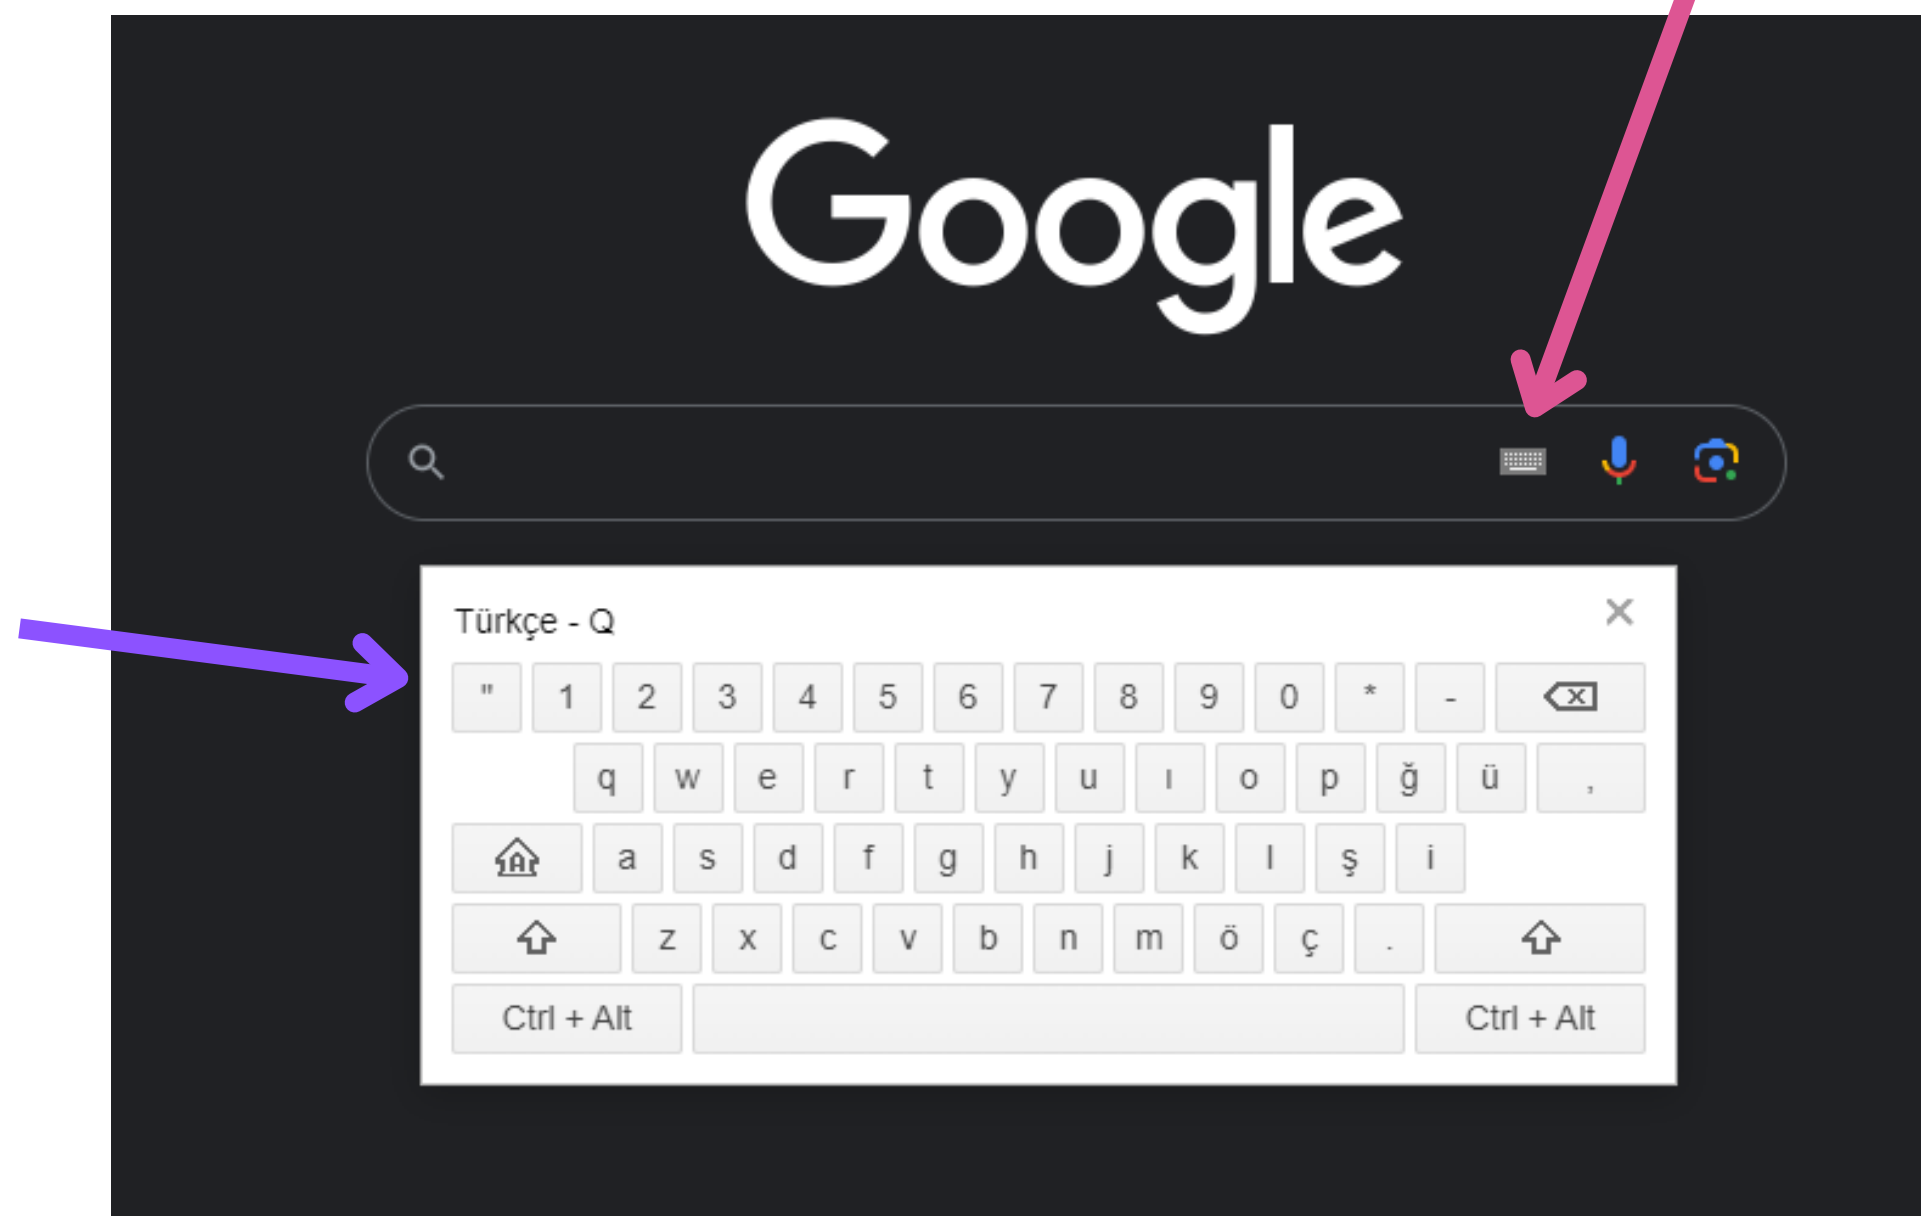 Google
Türkçe - Q
" 1 2 3 4 5 6 7 8 9 0 * -
q w e r t y u ı o p ğ ü ,
a s d f g h j k l ş i
z x c v b n m ö ç .
Ctrl + Alt Ctrl + Alt